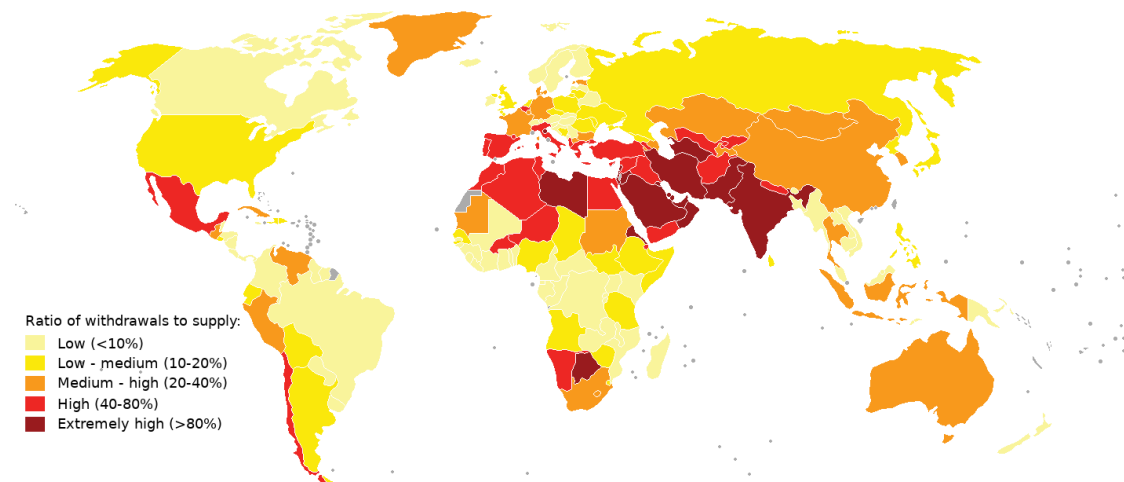 Ratio of withdrawals to supply:
Low (<10%)
Low - medium (10-20%)
Medium - high (20-40%)
High (40-80%)
Extremely high (>80%)